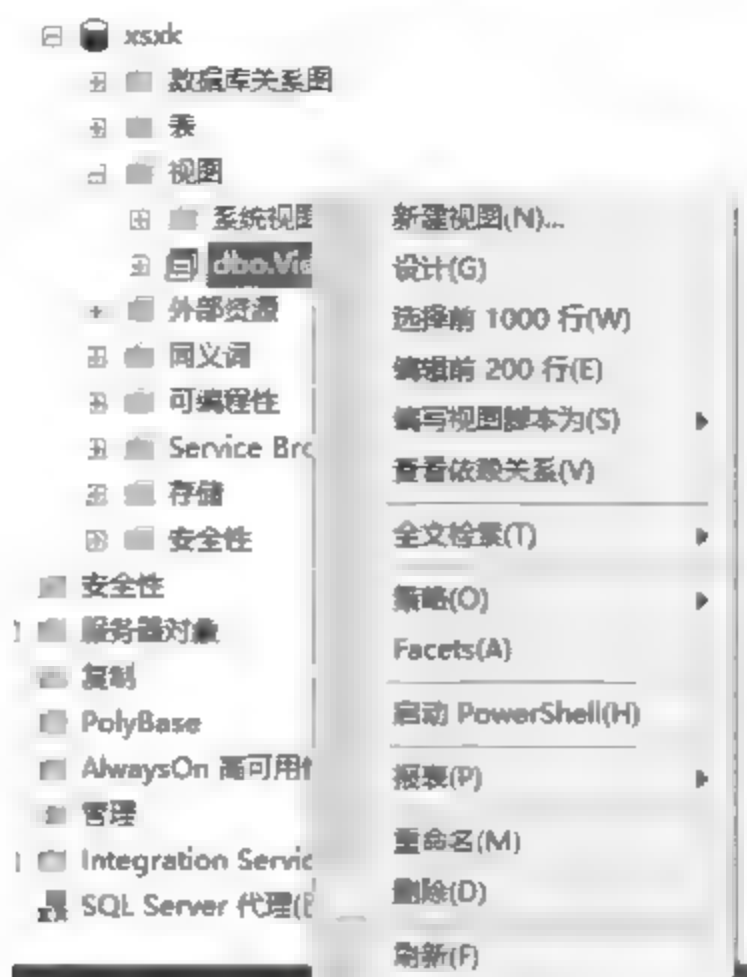 xsxk
数据库关系图
表
视图
系统视图
dbo.Vie
外部资源
同义词
可编程性
Service Bro
存储
安全性
安全性
服务器对象
复制
PolyBase
AlwaysOn 高可用性
管理
Integration Servic
SQL Server 代理(已
新建视图(N)...
设计(G)
选择前 1000 行(W)
编辑前 200 行(E)
编写视图脚本为(S)
查看依赖关系(V)
全文检索(T)
策略(O)
Facets(A)
启动 PowerShell(H)
报表(P)
重命名(M)
删除(D)
刷新(F)